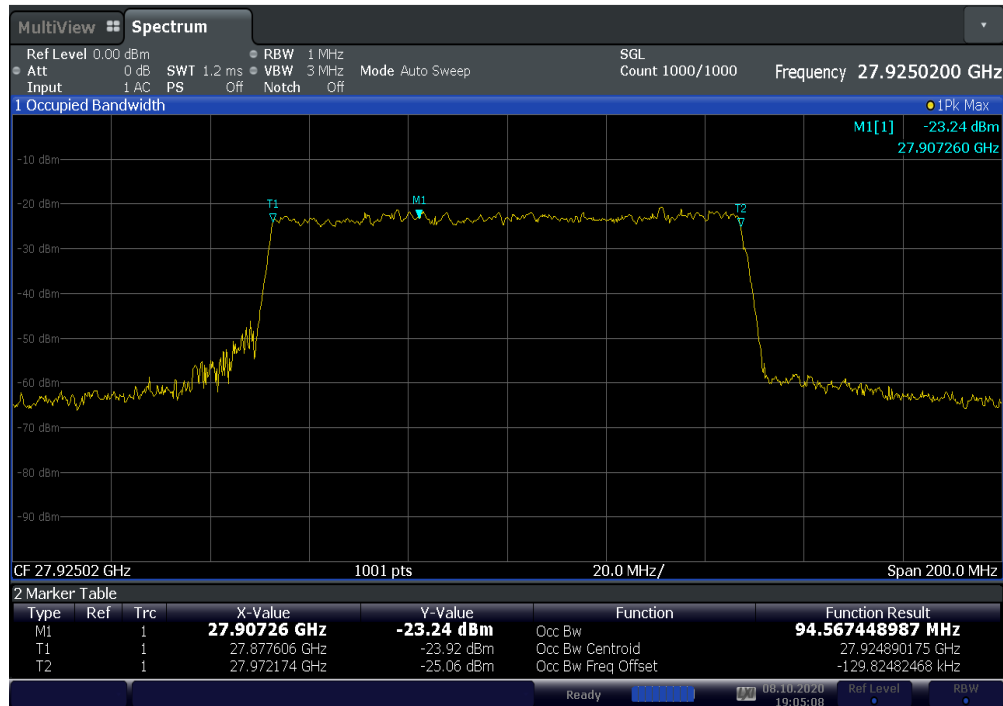 MultiView Spectrum
Ref Level 0.00 dBm RBW 1 MHz SGL
Att 0 dB SWT 1.2 ms VBW 3 MHz Mode Auto Sweep Count 1000/1000 Frequency 27.9250200 GHz
Input 1 AC PS Off Notch Off
1 Occupied Bandwidth 1Pk Max
M1[1] -23.24 dBm
27.907260 GHz
-10 dBm
-20 dBm
T1 M1 T2
-30 dBm
-40 dBm
-50 dBm
-60 dBm
-70 dBm
-80 dBm
-90 dBm
CF 27.92502 GHz 1001 pts 20.0 MHz/ Span 200.0 MHz
2 Marker Table
Type Ref Trc X-Value Y-Value Function Function Result
M1 1 27.90726 GHz -23.24 dBm Occ Bw 94.567448987 MHz
T1 1 27.877606 GHz -23.92 dBm Occ Bw Centroid 27.924890175 GHz
T2 1 27.972174 GHz -25.06 dBm Occ Bw Freq Offset -129.82482468 kHz
Ready 08.10.2020 Ref Level RBW
19:05:08